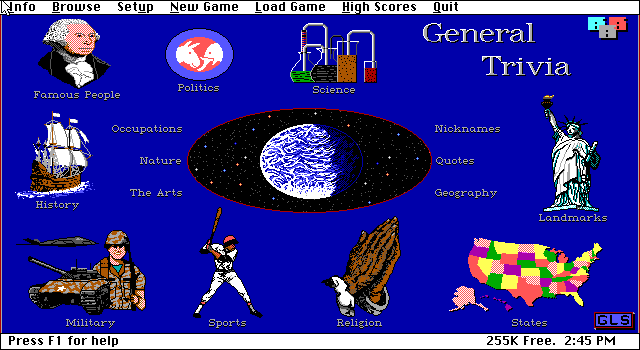 Info Browse Setup New Game Load Game High Scores Quit
General
Trivia
Famous People
Politics
Science
Occupations
Nicknames
Nature
Quotes
The Arts
Geography
History
Landmarks
Military
Sports
Religion
States
GLS
Press F1 for help
255K Free. 2:45 PM